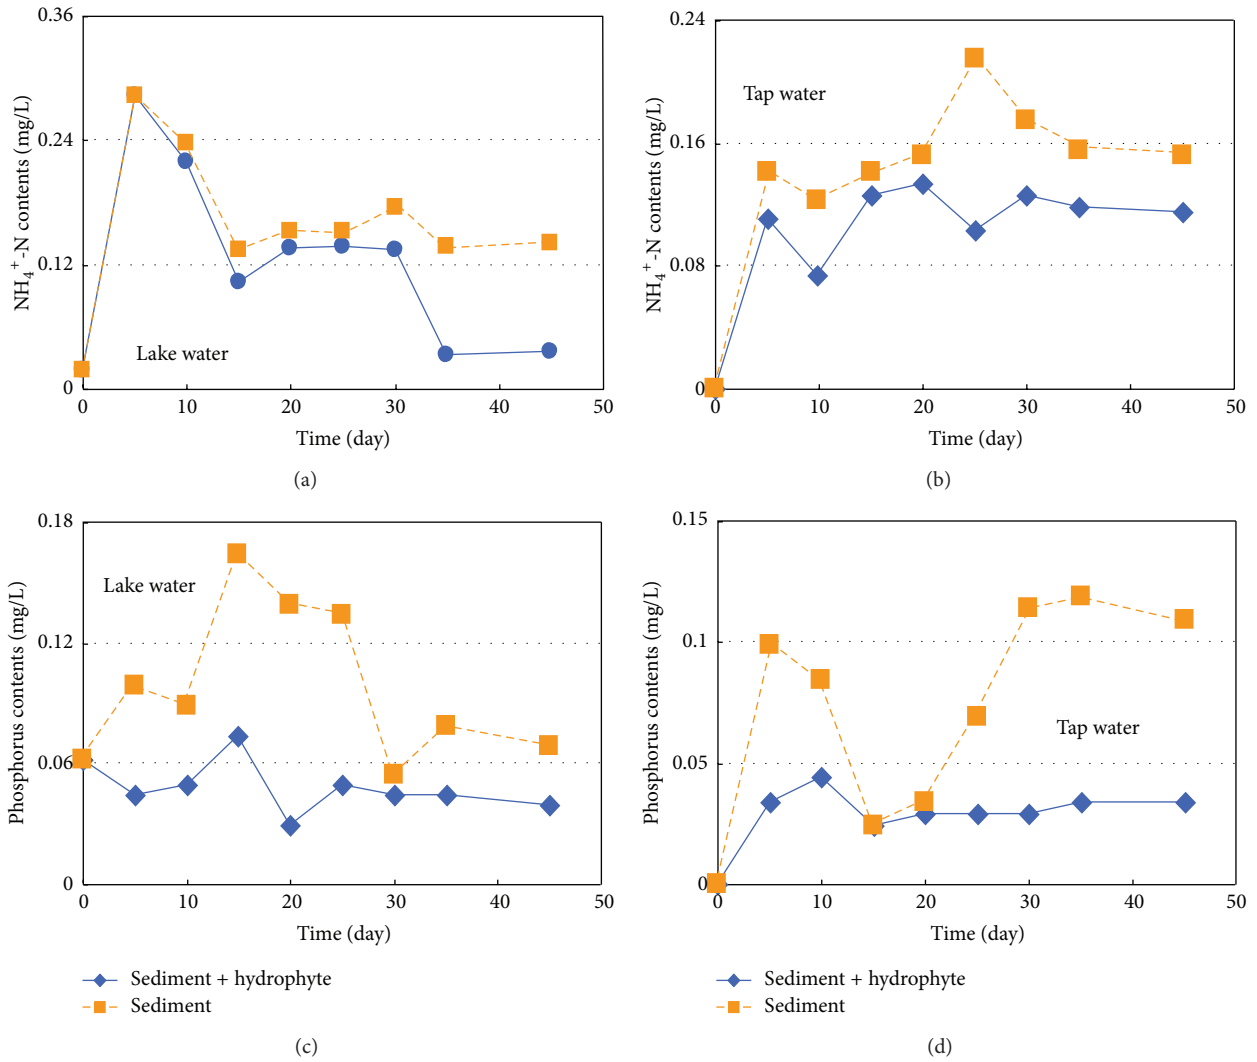 0.36
0.24
0.12
0
NH4+-N contents (mg/L)
Lake water
0 10 20 30 40 50
Time (day)
(a)
0.24
0.16
0.08
0
NH4+-N contents (mg/L)
Tap water
0 10 20 30 40 50
Time (day)
(b)
0.18
0.12
0.06
0
Phosphorus contents (mg/L)
Lake water
0 10 20 30 40 50
Time (day)
Sediment + hydrophyte
Sediment
(c)
0.15
0.1
0.05
0
Phosphorus contents (mg/L)
Tap water
0 10 20 30 40 50
Time (day)
Sediment + hydrophyte
Sediment
(d)